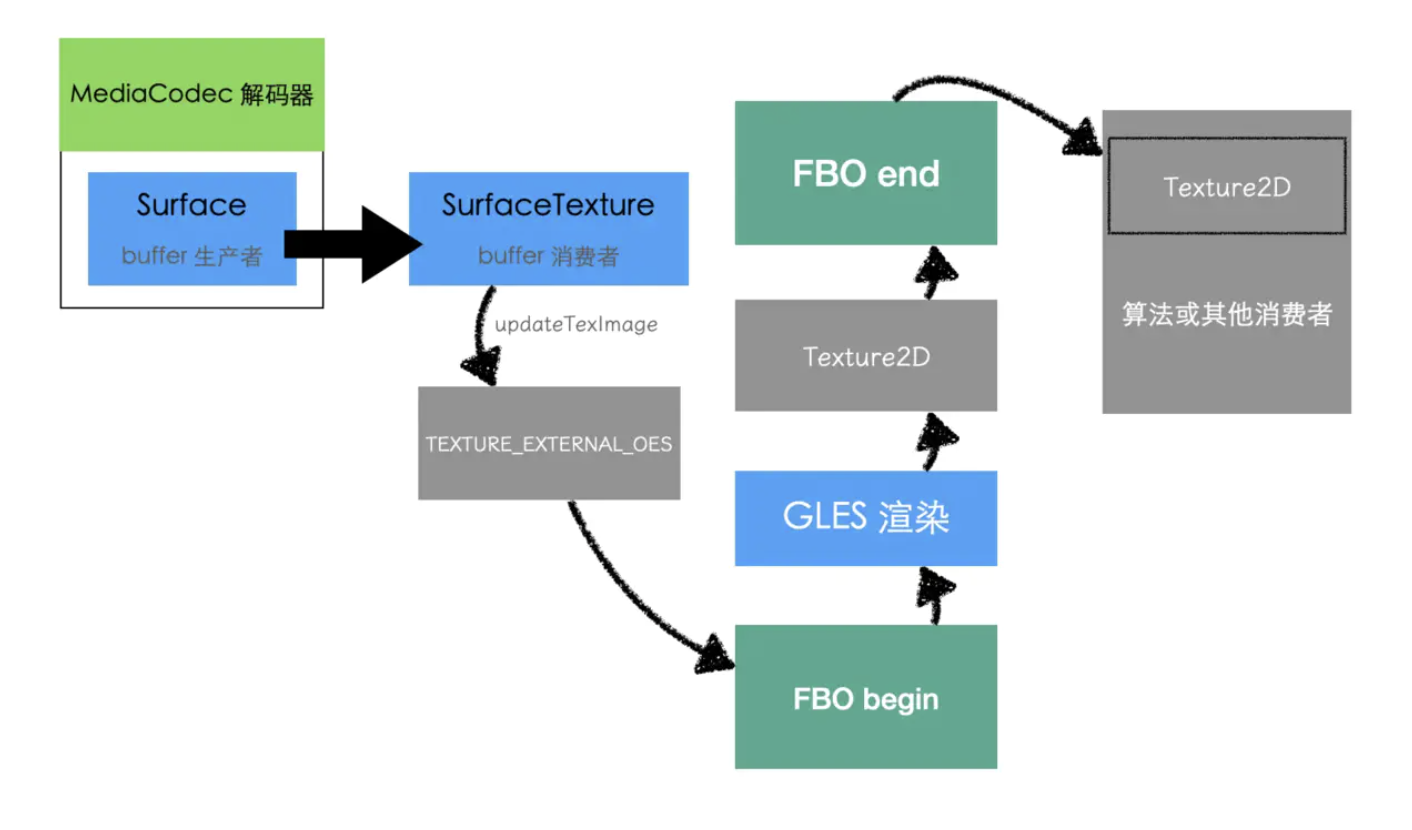 MediaCodec 解码器
Surface
buffer 生产者
SurfaceTexture
buffer 消费者
updateTexImage
TEXTURE_EXTERNAL_OES
FBO begin
GLES 渲染
Texture2D
FBO end
Texture2D
算法或其他消费者